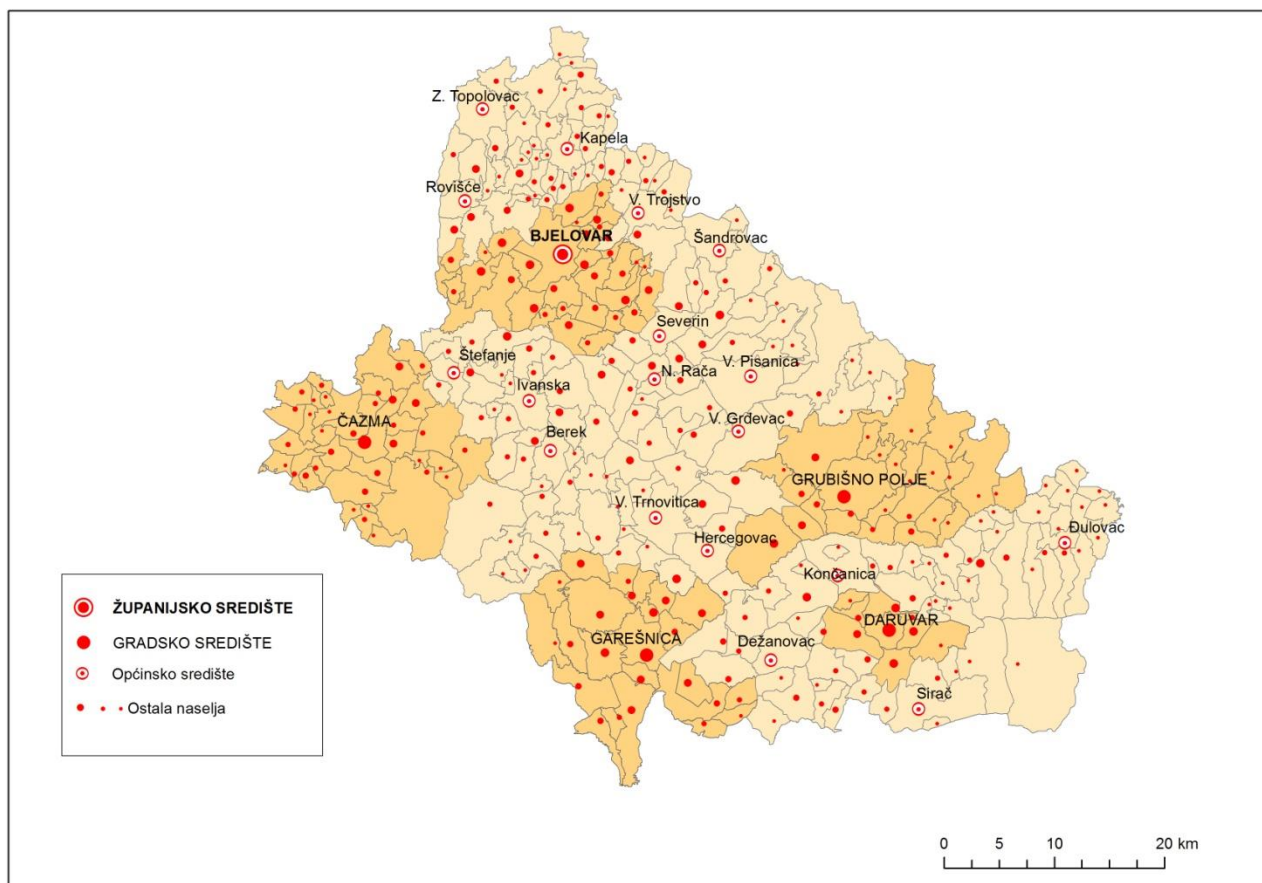 Z. Topolovac
Kapela
Rovišće
V. Trojstvo
BJELOVAR
Šandrovac
Severin
Štefanje
V. Pisanica
N. Rača
Ivanska
ČAZMA
V. Grđevac
Berek
GRUBIŠNO POLJE
V. Trnovitica
Đulovac
Hercegovac
Končanica
DARUVAR
GAREŠNICA
Dežanovac
Sirač
ŽUPANIJSKO SREDIŠTE
GRADSKO SREDIŠTE
Općinsko središte
Ostala naselja
0 5 10 20 km